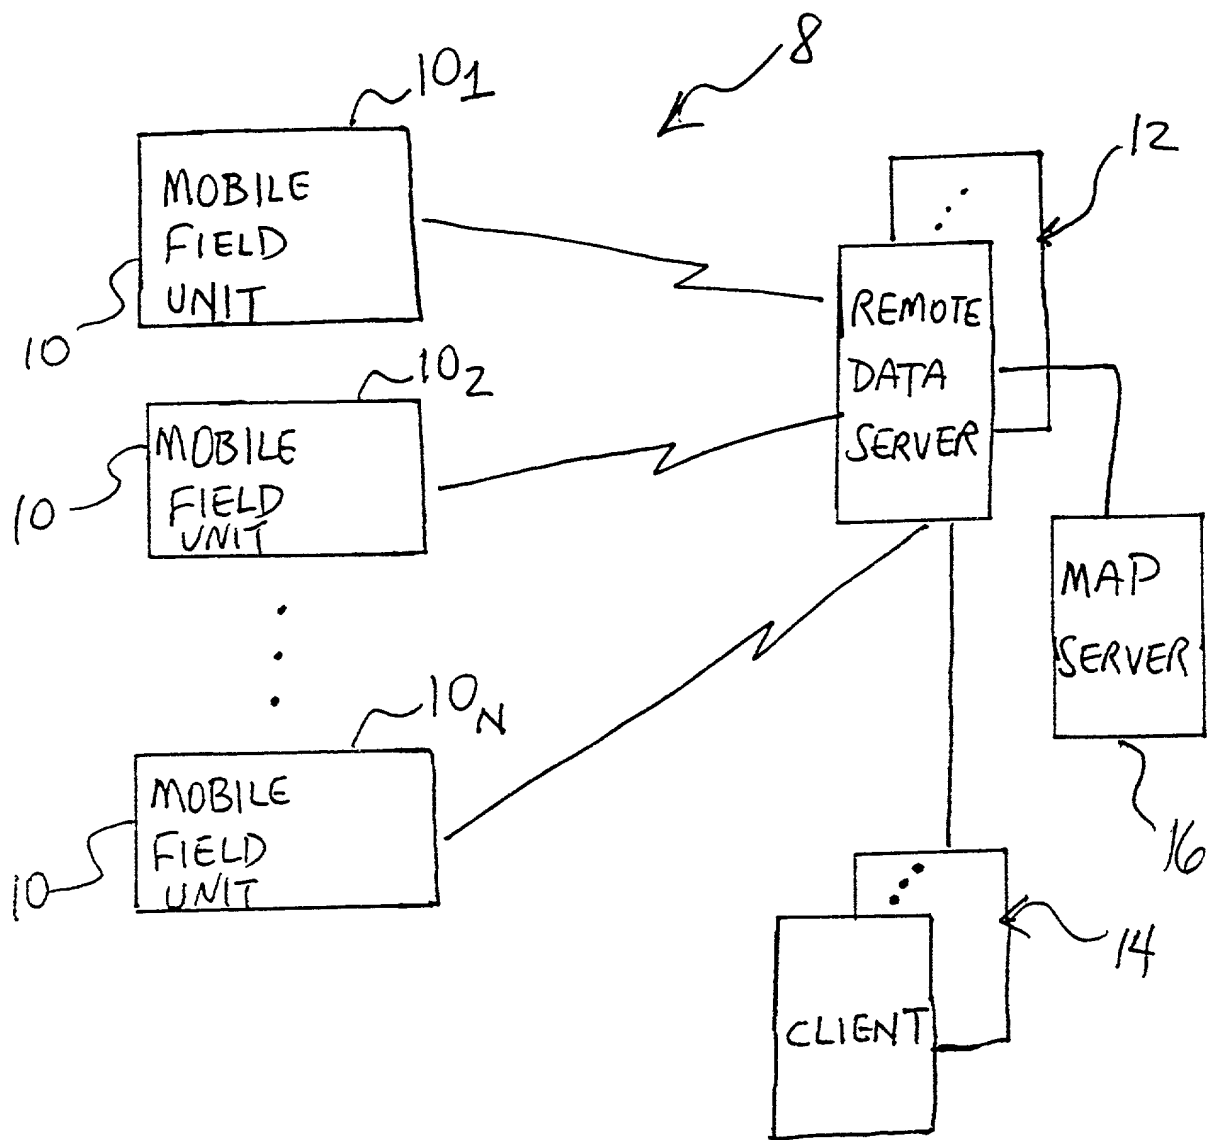 8
10₁
12
MOBILE
FIELD
UNIT
10
REMOTE
DATA
SERVER
10₂
MOBILE
FIELD
UNIT
10
MAP
SERVER
16
10N
MOBILE
FIELD
UNIT
10
14
CLIENT